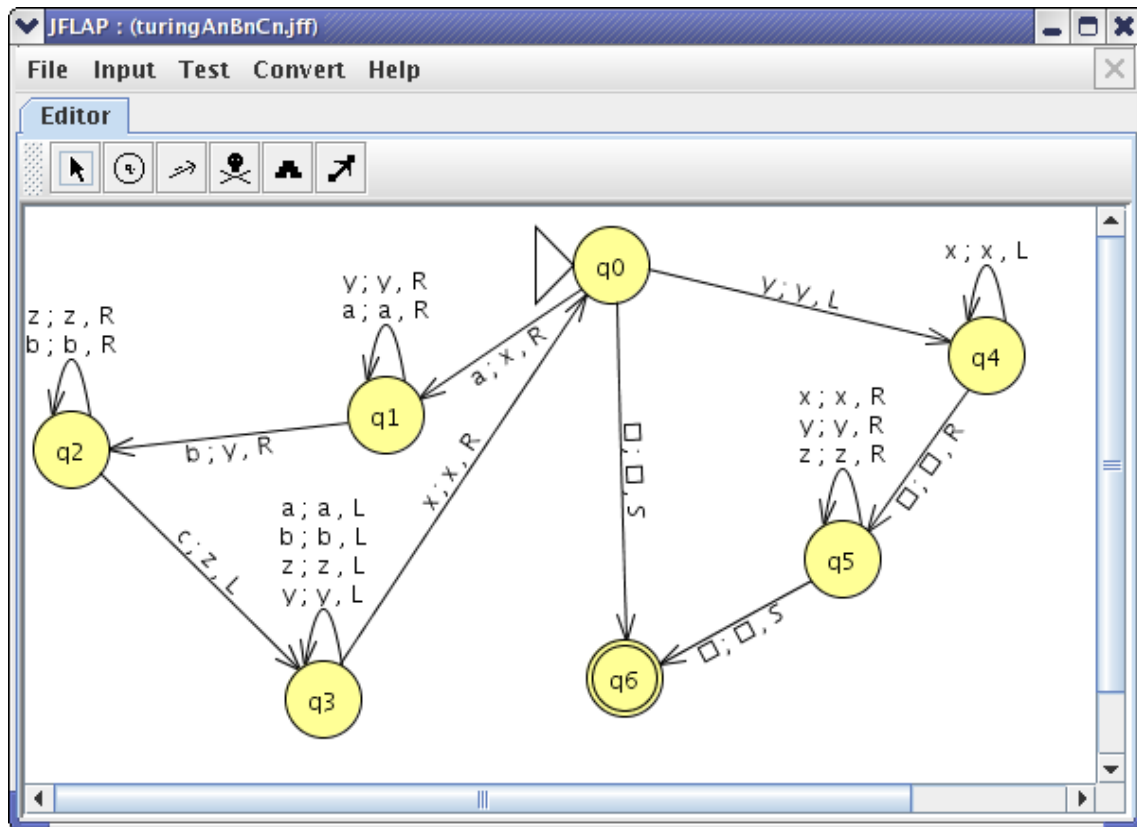 JFLAP : (turingAnBnCn.jff)
File Input Test Convert Help
Editor
q
q0
x ; x , L
y ; y , R
a ; a , R
y ; y , L
z ; z , R
b ; b , R
q4
a ; x , R
q1
x ; x , R
y ; y , R
z ; z , R
q2
b ; y , R
x ; x , R
□ ; □ , S
□ ; □ , R
a ; a , L
b ; b , L
z ; z , L
y ; y , L
c ; z , L
q5
□ ; □ , S
q6
q3